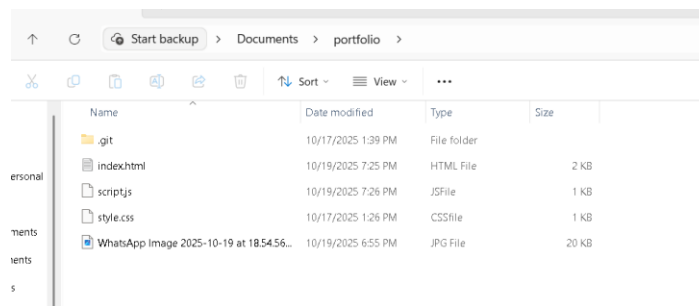 Start backup > Documents > portfolio >
Sort View ...
Name Date modified Type Size
.git 10/17/2025 1:39 PM File folder
index.html 10/19/2025 7:25 PM HTML File 2 KB
script.js 10/19/2025 7:26 PM JSFile 1 KB
ersonal
style.css 10/17/2025 1:26 PM CSSfile 1 KB
ments
WhatsApp Image 2025-10-19 at 18.54.56... 10/19/2025 6:55 PM JPG File 20 KB
ents
s